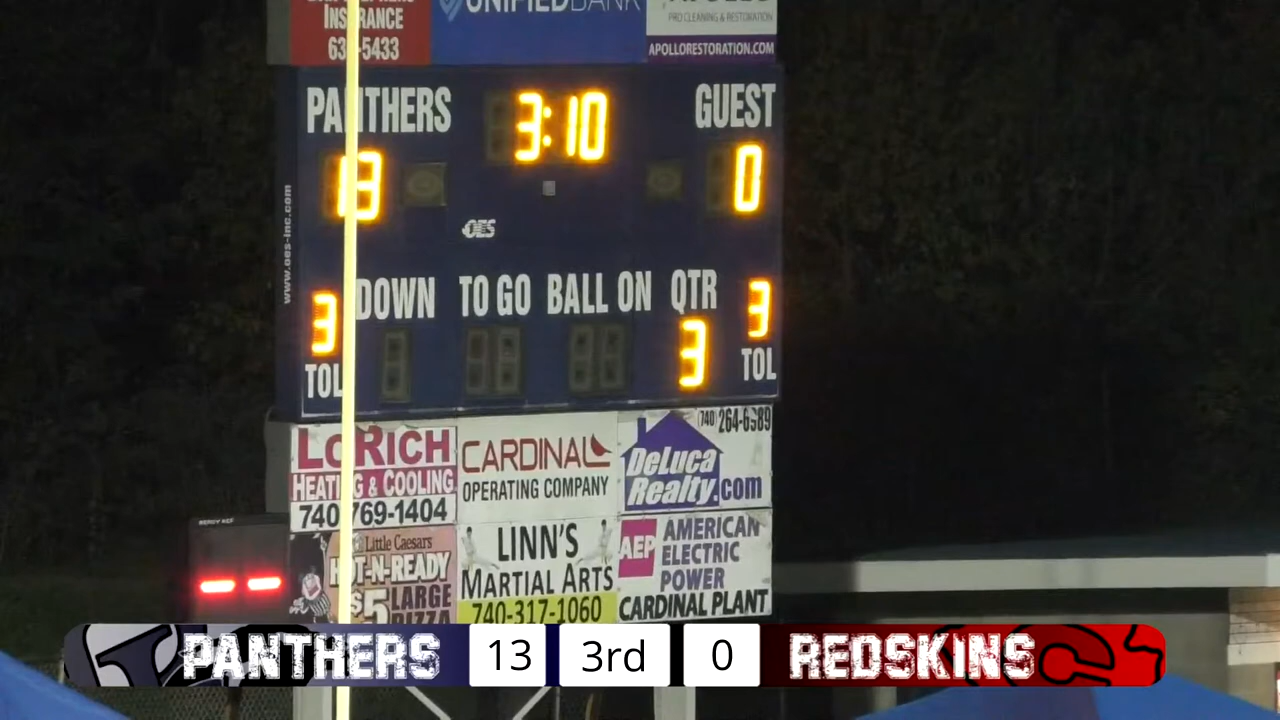 INSURANCE
UNIFIED BANK
PRO CLEANING & RESTORATION
APOLLORESTORATION.COM
PANTHERS
3:10
GUEST
13
0
www.oes-inc.com
OES
DOWN TO GO BALL ON QTR
3
3
3
TOL
TOL
LORICH
HEATING & COOLING
740 769-1404
CARDINAL
OPERATING COMPANY
(740) 264-6589
DeLuca
Realty.com
Little Caesars
HOT-N-READY
$5 LARGE
PIZZA
LINN'S
MARTIAL ARTS
740-317-1060
AEP
AMERICAN
ELECTRIC
POWER
CARDINAL PLANT
PANTHERS 13 3rd 0 REDSKINS